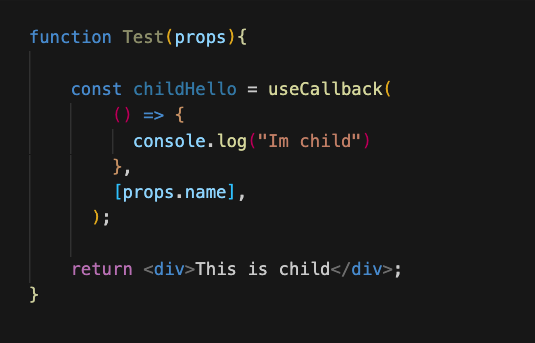 function Test(props){
const childHello = useCallback(
() => {
console.log("Im child")
},
[props.name],
);
return <div>This is child</div>;
}